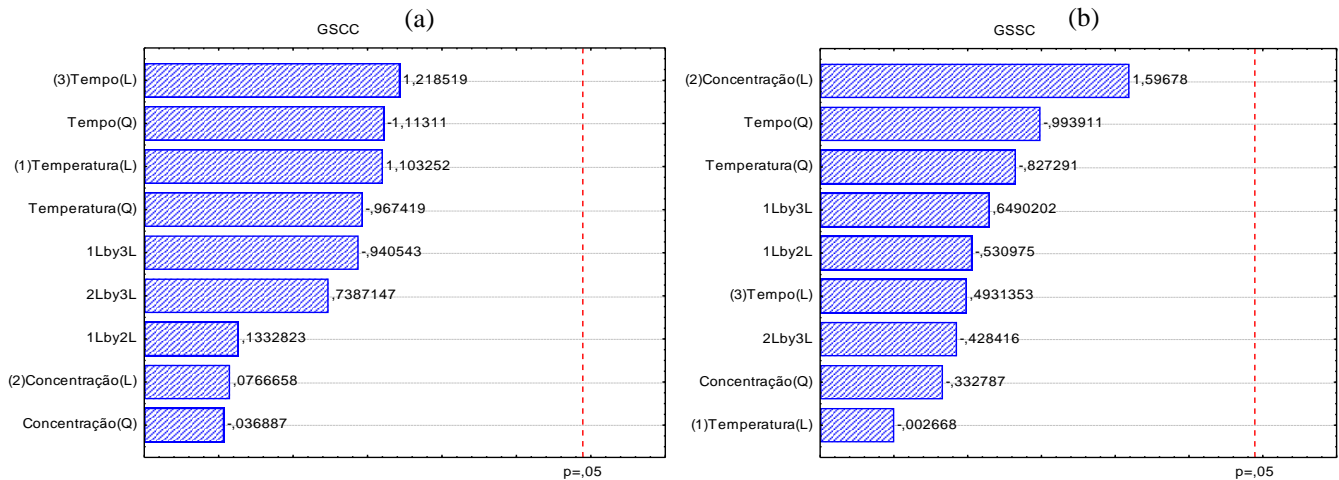 (a)
GSCC
(3)Tempo(L)
1,218519
Tempo(Q)
-1,11311
(1)Temperatura(L)
1,103252
Temperatura(Q)
-,967419
1Lby3L
-,940543
2Lby3L
,7387147
1Lby2L
,1332823
(2)Concentração(L)
,0766658
Concentração(Q)
-,036887
p=,05
(b)
GSSC
(2)Concentração(L)
1,59678
Tempo(Q)
-,993911
Temperatura(Q)
-,827291
1Lby3L
,6490202
1Lby2L
-,530975
(3)Tempo(L)
,4931353
2Lby3L
-,428416
Concentração(Q)
-,332787
(1)Temperatura(L)
-,002668
p=,05